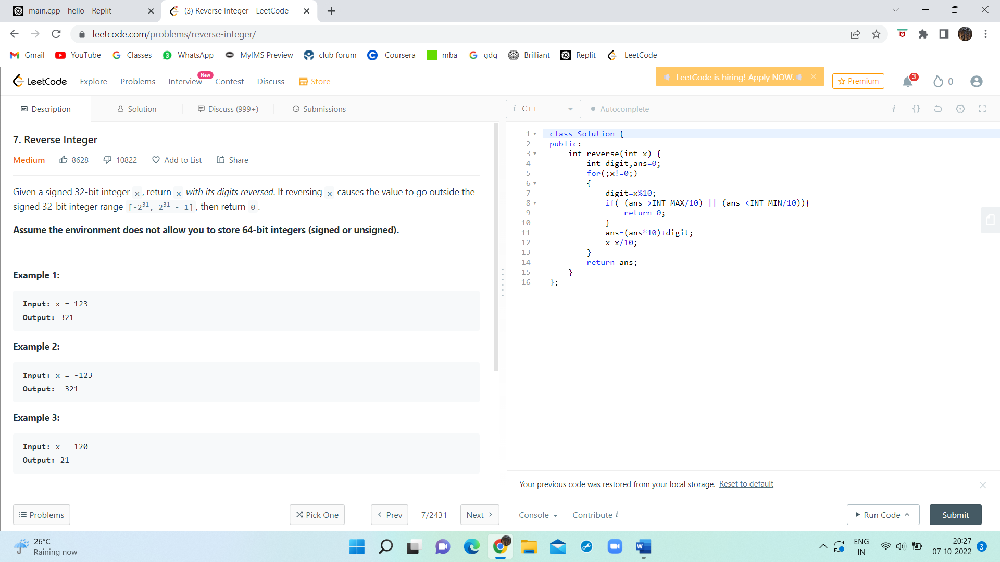 main.cpp - hello - Replit
(3) Reverse Integer - LeetCode
leetcode.com/problems/reverse-integer/
Gmail YouTube Classes 3 WhatsApp IMS MyIMS Preview club forum C Coursera mba gdg Brilliant Replit LeetCode
LeetCode Explore Problems Interview New Contest Discuss Store
LeetCode is hiring! Apply NOW.
Premium 3 0
Description Solution Discuss (999+) Submissions
i C++ Autocomplete i {}
7. Reverse Integer
Medium 8628 10822 Add to List Share
Given a signed 32-bit integer x, return x with its digits reversed. If reversing x causes the value to go outside the
signed 32-bit integer range [-2³¹, 2³¹ - 1], then return 0.
Assume the environment does not allow you to store 64-bit integers (signed or unsigned).
Example 1:
Input: x = 123
Output: 321
Example 2:
Input: x = -123
Output: -321
Example 3:
Input: x = 120
Output: 21
1 class Solution {
2 public:
3 int reverse(int x) {
4 int digit,ans=0;
5 for(;x!=0;)
6 {
7 digit=x%10;
8 if( (ans >INT_MAX/10) || (ans <INT_MIN/10)){
9 return 0;
10 }
11 ans=(ans*10)+digit;
12 x=x/10;
13 }
14 return ans;
15 }
16 };
Your previous code was restored from your local storage. Reset to default
Problems Pick One Prev 7/2431 Next
Console Contribute i Run Code Submit
26°C
Raining now
W
ENG
IN
20:27
07-10-2022
3